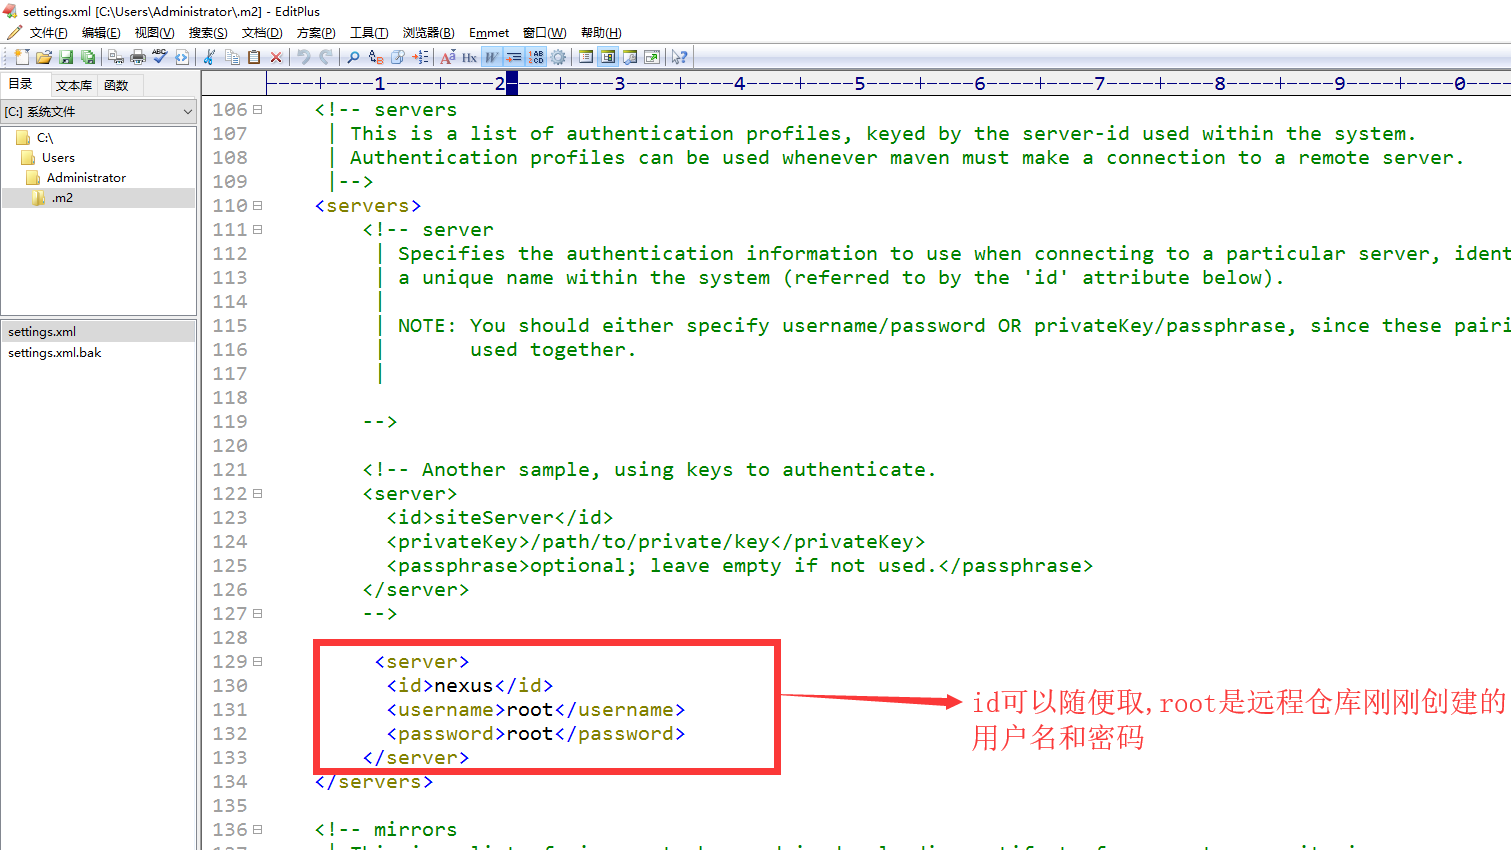 settings.xml [C:\Users\Administrator\.m2] - EditPlus
文件(F) 编辑(E) 视图(V) 搜索(S) 文档(D) 方案(P) 工具(T) 浏览器(B) Emmet 窗口(W) 帮助(H)
目录 文本库 函数
----+----1----+----2----+----3----+----4----+----5----+----6----+----7----+----8----+----9----+----0----
[C:] 系统文件
C:\
Users
Administrator
.m2
settings.xml
settings.xml.bak
106 <!-- servers
107 | This is a list of authentication profiles, keyed by the server-id used within the system.
108 | Authentication profiles can be used whenever maven must make a connection to a remote server.
109 |-->
110 <servers>
111 <!-- server
112 | Specifies the authentication information to use when connecting to a particular server, ident
113 | a unique name within the system (referred to by the 'id' attribute below).
114 |
115 | NOTE: You should either specify username/password OR privateKey/passphrase, since these pairi
116 | used together.
117 |
118
119 -->
120
121 <!-- Another sample, using keys to authenticate.
122 <server>
123 <id>siteServer</id>
124 <privateKey>/path/to/private/key</privateKey>
125 <passphrase>optional; leave empty if not used.</passphrase>
126 </server>
127 -->
128
129 <server>
130 <id>nexus</id>
131 <username>root</username>
132 <password>root</password>
133 </server>
134 </servers>
135
136 <!-- mirrors
id可以随便取,root是远程仓库刚刚创建的
用户名和密码